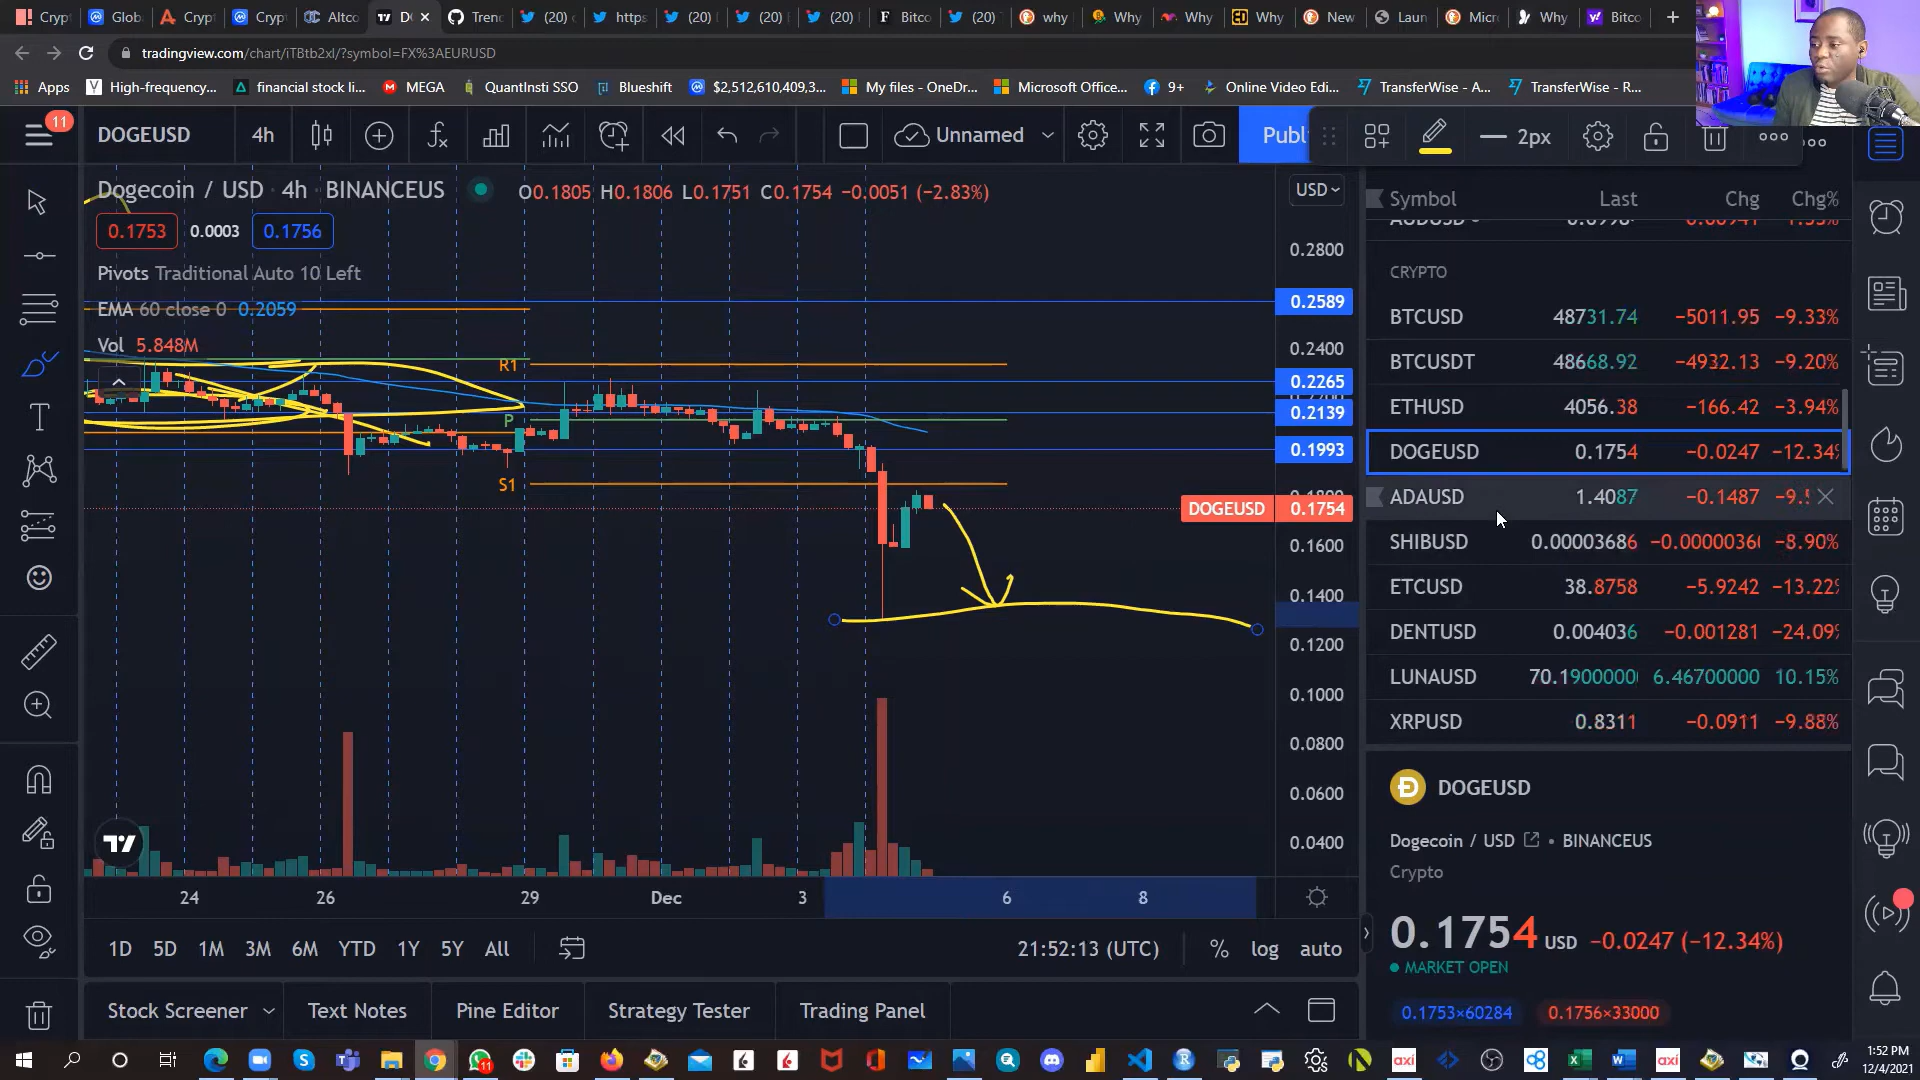 Crypt
Glob
Crypt
Crypt
Altco
D
Trenc
(20)
https
(20)
(20) E
(20)
Bitco
(20)
why
Why
Why
Why
New
Laun
Micr
Why
Bitco
tradingview.com/chart/iTBtb2xl/?symbol=FX%3AEURUSD
Apps
High-frequency...
financial stock li...
MEGA
QuantInsti SSO
Blueshift
$2,512,610,409,3...
My files - OneDr...
Microsoft Office...
9+
Online Video Edi...
TransferWise - A...
TransferWise - R...
11
DOGEUSD
4h
Unnamed
Publ
2px
Dogecoin / USD · 4h · BINANCEUS
O0.1805 H0.1806 L0.1751 C0.1754 −0.0051 (−2.83%)
USD
0.1753
0.0003
0.1756
Pivots Traditional Auto 10 Left
EMA 60 close 0 0.2059
Vol 5.848M
R1
P
S1
0.2800
0.2589
0.2400
0.2265
0.2139
0.1993
DOGEUSD 0.1754
0.1600
0.1400
0.1200
0.1000
0.0800
0.0600
0.0400
24
26
29
Dec
3
6
8
1D
5D
1M
3M
6M
YTD
1Y
5Y
All
21:52:13 (UTC)
%
log
auto
Stock Screener
Text Notes
Pine Editor
Strategy Tester
Trading Panel
Symbol Last Chg Chg%
CRYPTO
BTCUSD 48731.74 −5011.95 −9.33%
BTCUSDT 48668.92 −4932.13 −9.20%
ETHUSD 4056.38 −166.42 −3.94%
DOGEUSD 0.1754 −0.0247 −12.34%
ADAUSD 1.4087 −0.1487 −9.5
SHIBUSD 0.00003686 −0.0000036 −8.90%
ETCUSD 38.8758 −5.9242 −13.22%
DENTUSD 0.004036 −0.001281 −24.09%
LUNAUSD 70.19000000 6.46700000 10.15%
XRPUSD 0.8311 −0.0911 −9.88%
DOGEUSD
Dogecoin / USD • BINANCEUS
Crypto
0.1754 USD −0.0247 (−12.34%)
MARKET OPEN
0.1753×60284
0.1756×33000
11
axi
axi
1:52 PM
12/4/2021